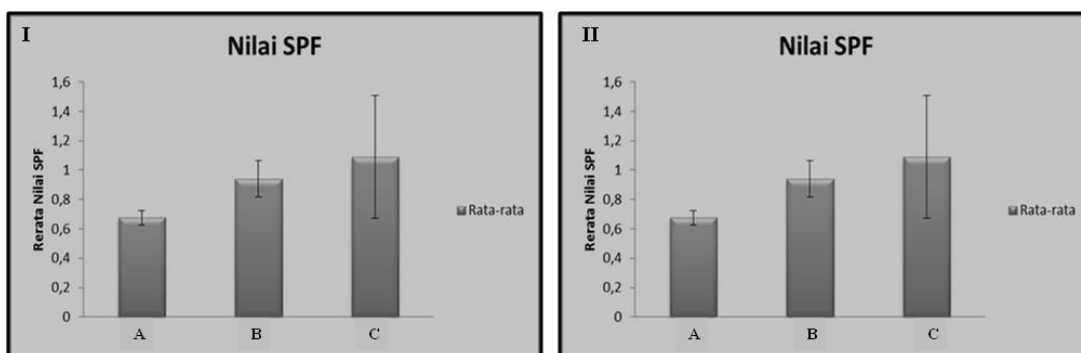 I
Nilai SPF
Rerata Nilai SPF
1,6
1,4
1,2
1
0,8
0,6
0,4
0,2
0
A B C
Rata-rata
II
Nilai SPF
Rerata Nilai SPF
1,6
1,4
1,2
1
0,8
0,6
0,4
0,2
0
A B C
Rata-rata